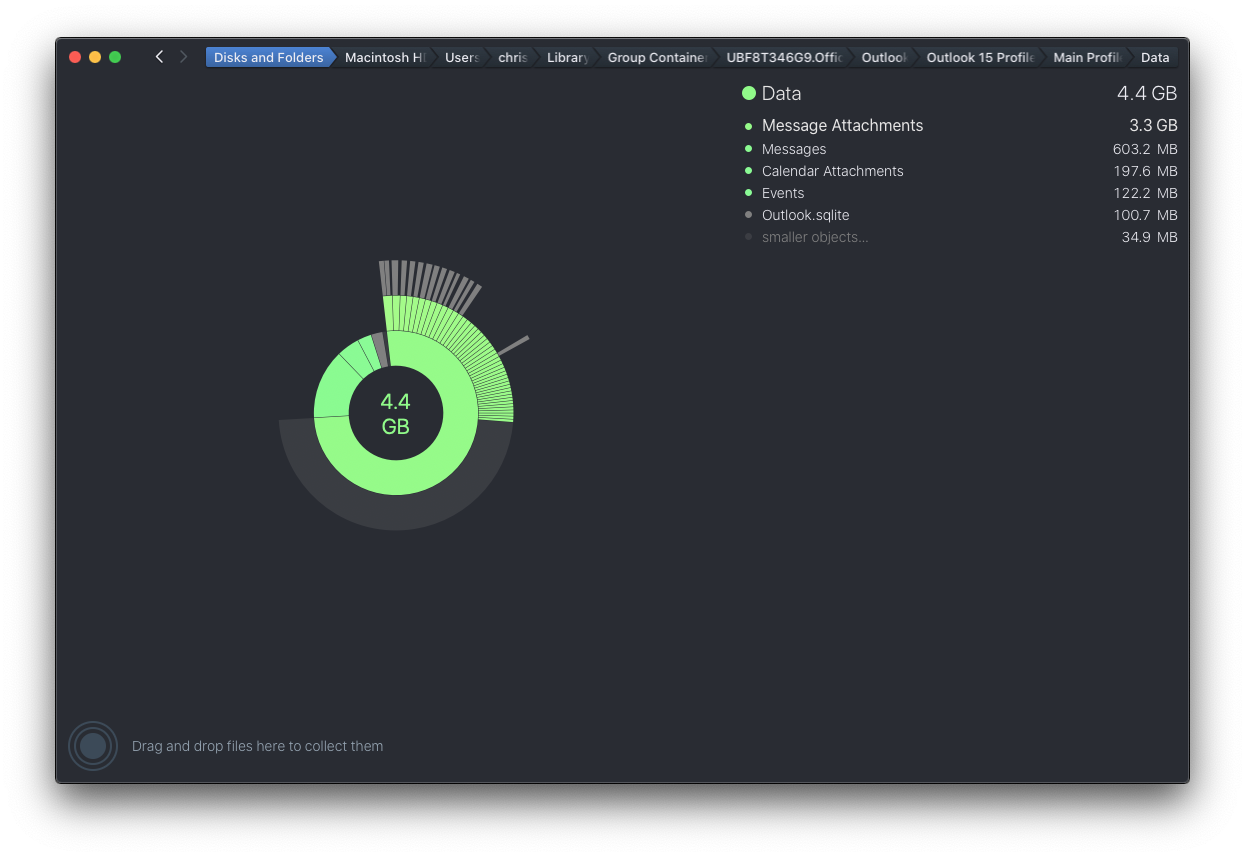 Disks and Folders Macintosh H Users chris Library Group Containe UBF8T346G9.Offic Outlook Outlook 15 Profile Main Profil Data
Data 4.4 GB
Message Attachments 3.3 GB
Messages 603.2 MB
Calendar Attachments 197.6 MB
Events 122.2 MB
Outlook.sqlite 100.7 MB
smaller objects... 34.9 MB
4.4
GB
Drag and drop files here to collect them